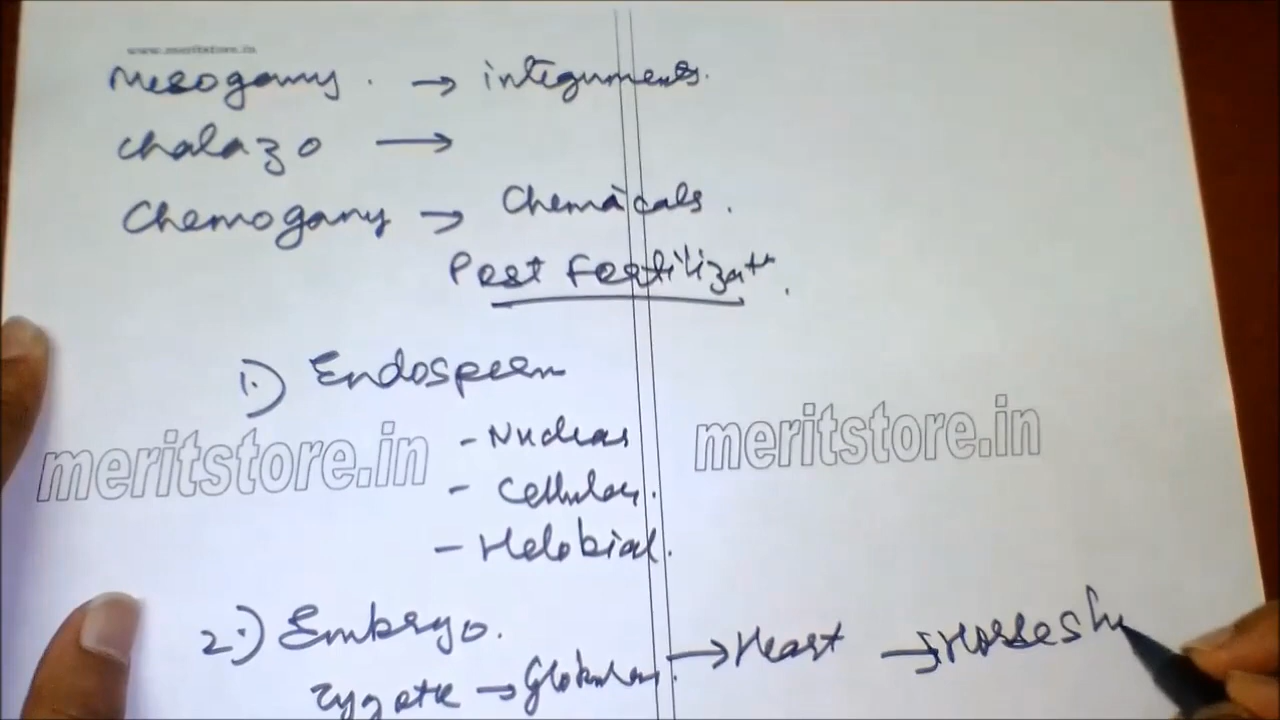 www.meritstore.in
Mesogamy. → integuments.
Chalazo →
Chemogamy → Chemicals.
Post Fertilizatn.
1.) Endosperm
- Nuclear
meritstore.in meritstore.in
- Cellular.
- Helobial.
2.) Embryo.
Zygote → Globular. → Heart → Horsesh